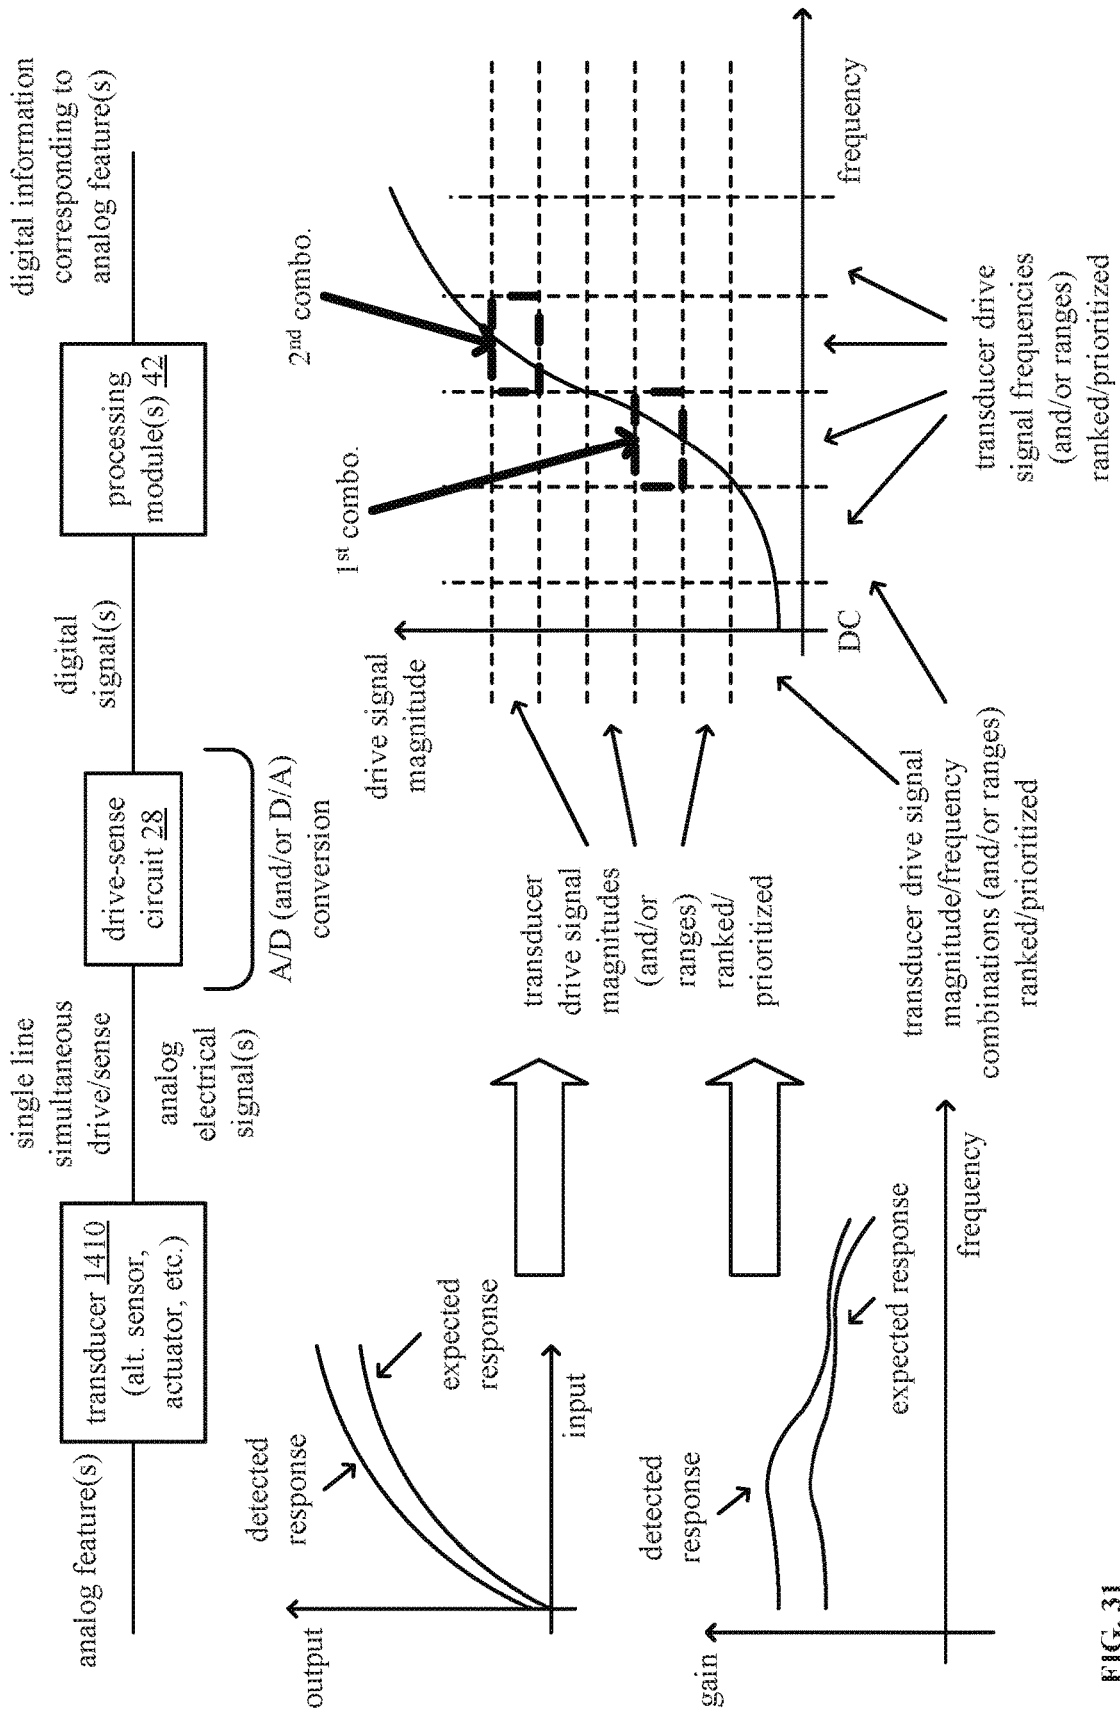 analog feature(s)
transducer 1410
(alt. sensor,
actuator, etc.)
single line
simultaneous
drive/sense
analog
electrical
signal(s)
drive-sense
circuit 28
A/D (and/or D/A)
conversion
digital
signal(s)
processing
module(s) 42
digital information
corresponding to
analog feature(s)
output
detected
response
expected
response
input
gain
detected
response
expected response
frequency
transducer
drive signal
magnitudes
(and/or
ranges)
ranked/
prioritized
drive signal
magnitude
1st combo.
2nd combo.
DC
frequency
transducer drive signal
magnitude/frequency
combinations (and/or ranges)
ranked/prioritized
transducer drive
signal frequencies
(and/or ranges)
ranked/prioritized
FIG. 31